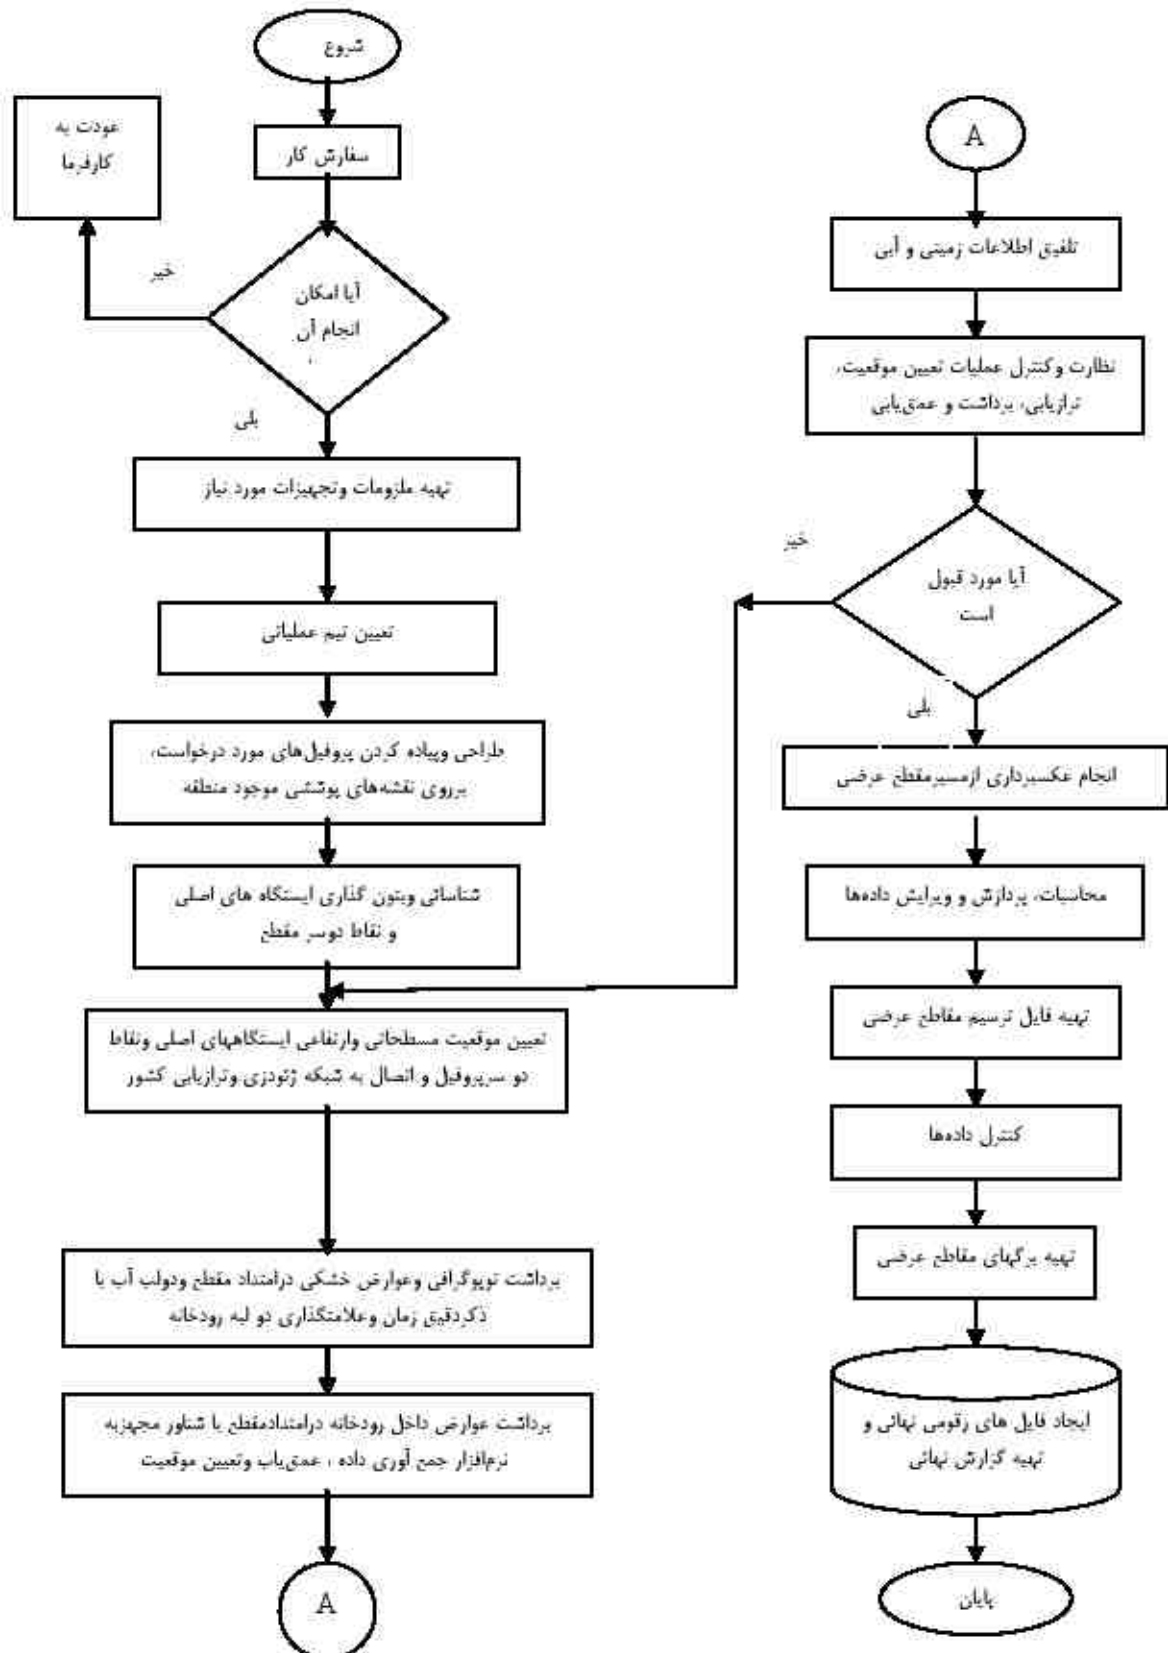 شروع
سفارش کار
عودت به
کارفرما
خیر
آیا امکان
انجام آن
بلی
تهیه ملزومات وتجهیزات مورد نیاز
تعیین تیم عملیاتی
طراحی وپیاده کردن پروفیل‌های مورد درخواست،
برروی نقشه‌های پوششی موجود منطقه
شناسائی وبتون گذاری ایستگاه های اصلی
و نقاط دوسر مقطع
تعیین موقعیت مسطحاتی وارتفاعی ایستگاههای اصلی ونقاط
دو سرپروفیل و اتصال به شبکه ژئودزی وترازیابی کشور
برداشت توپوگرافی وعوارض خشکی درامتداد مقطع ودولب آب با
ذکردقیق زمان وعلامتگذاری دو لبه رودخانه
برداشت عوارض داخل رودخانه درامتدادمقطع با شناور مجهزبه
نرم‌افزار جمع آوری داده ، عمق‌یاب وتعیین موقعیت
A
A
تلفیق اطلاعات زمینی و آبی
نظارت وکنترل عملیات تعیین موقعیت،
ترازیابی، برداشت و عمق‌یابی
خیر
آیا مورد قبول
است
بلی
انجام عکسبرداری ازمسیرمقطع عرضی
محاسبات، پردازش و ویرایش داده‌ها
تهیه فایل ترسیم مقاطع عرضی
کنترل داده‌ها
تهیه برگهای مقاطع عرضی
ایجاد فایل های رقومی نهائی و
تهیه گزارش نهائی
پایان